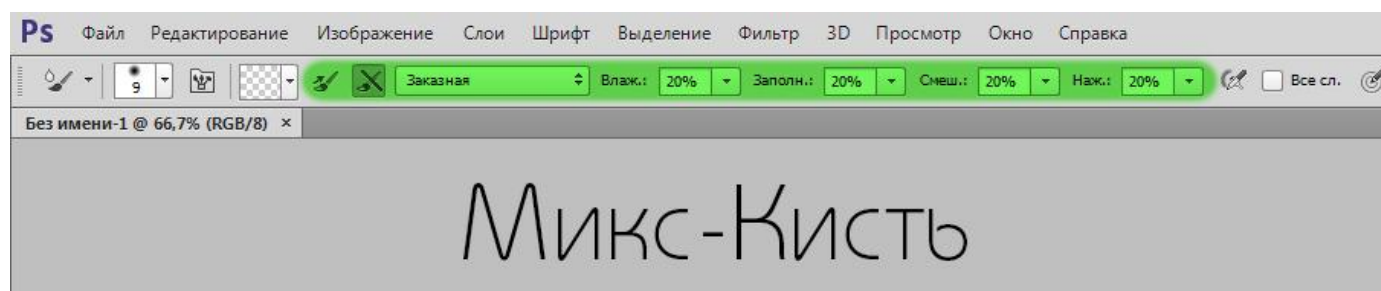 Ps Файл Редактирование Изображение Слои Шрифт Выделение Фильтр 3D Просмотр Окно Справка
9 Заказная Влаж.: 20% Заполн.: 20% Смеш.: 20% Наж.: 20% Все сл.
Без имени-1 @ 66,7% (RGB/8) ×
Микс-Кисть